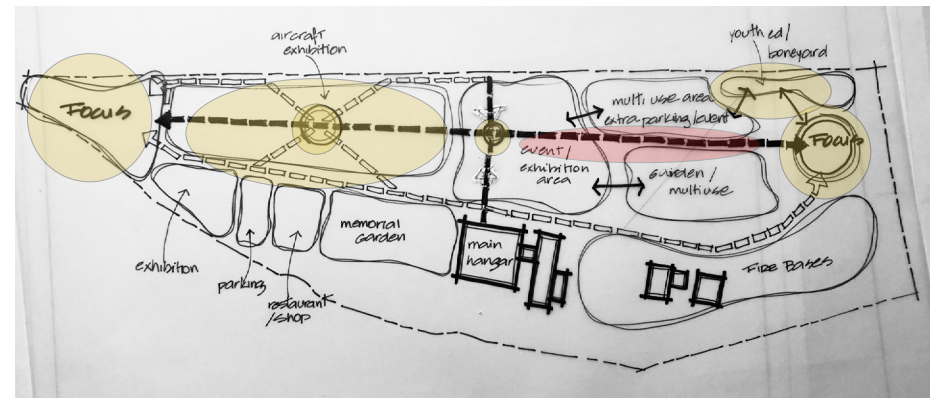 aircraft
exhibition
youth ed/
boneyard
Focus
multi use area
extra parking/event
Focus
event/
exhibition
area
garden/
multiuse
memorial
garden
main
hangar
Fire Bases
exhibition
parking
restaurant
/shop